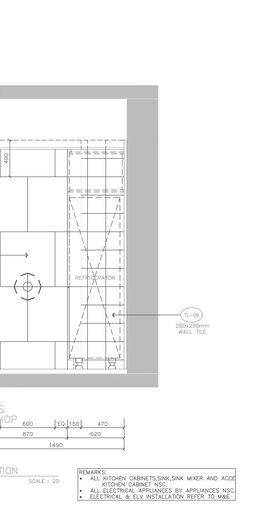 400
REFRIGERATOR
TL-06
200x200mm
WALL TILE
S
HOP
600 EQ 150 470
870 620
1490
TION
SCALE : 20
REMARKS:
• ALL KITCHEN CABINETS,SINK,SINK MIXER AND ACCE
KITCHEN CABINET NSC.
• ALL ELECTRICAL APPLIANCES BY APPLIANCES NSC.
• ELECTRICAL & ELV INSTALLATION REFER TO M&E